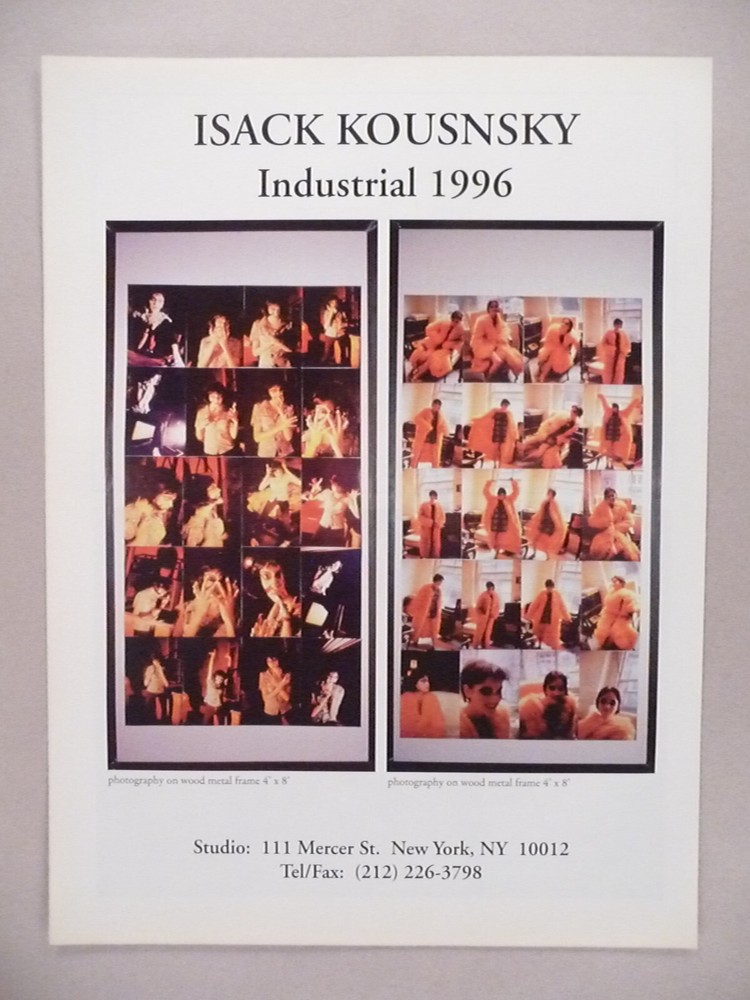 ISACK KOUSNSKY
Industrial 1996
photography on wood metal frame 4' x 8'
photography on wood metal frame 4' x 8'
Studio: 111 Mercer St. New York, NY 10012
Tel/Fax: (212) 226-3798